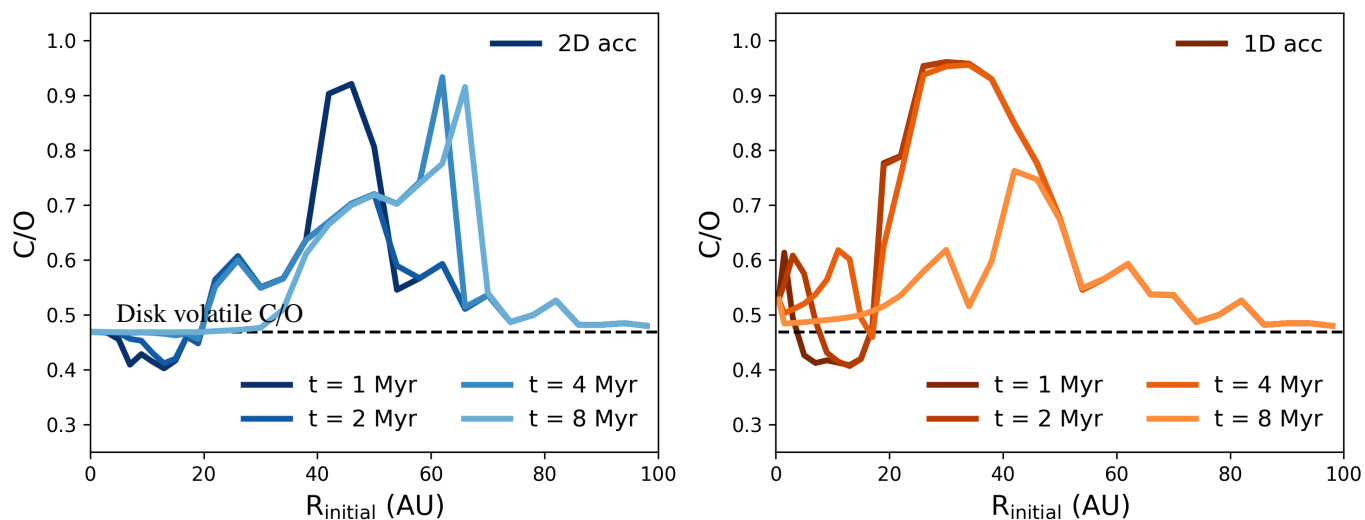 2D acc
1.0
0.9
0.8
0.7
0.6
0.5
0.4
0.3
C/O
Disk volatile C/O
t = 1 Myr
t = 2 Myr
t = 4 Myr
t = 8 Myr
0
20
40
60
80
100
R_initial (AU)
1D acc
1.0
0.9
0.8
0.7
0.6
0.5
0.4
0.3
C/O
t = 1 Myr
t = 2 Myr
t = 4 Myr
t = 8 Myr
0
20
40
60
80
100
R_initial (AU)